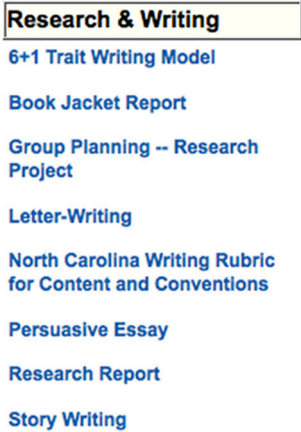 Research & Writing
6+1 Trait Writing Model
Book Jacket Report
Group Planning -- Research
Project
Letter-Writing
North Carolina Writing Rubric
for Content and Conventions
Persuasive Essay
Research Report
Story Writing